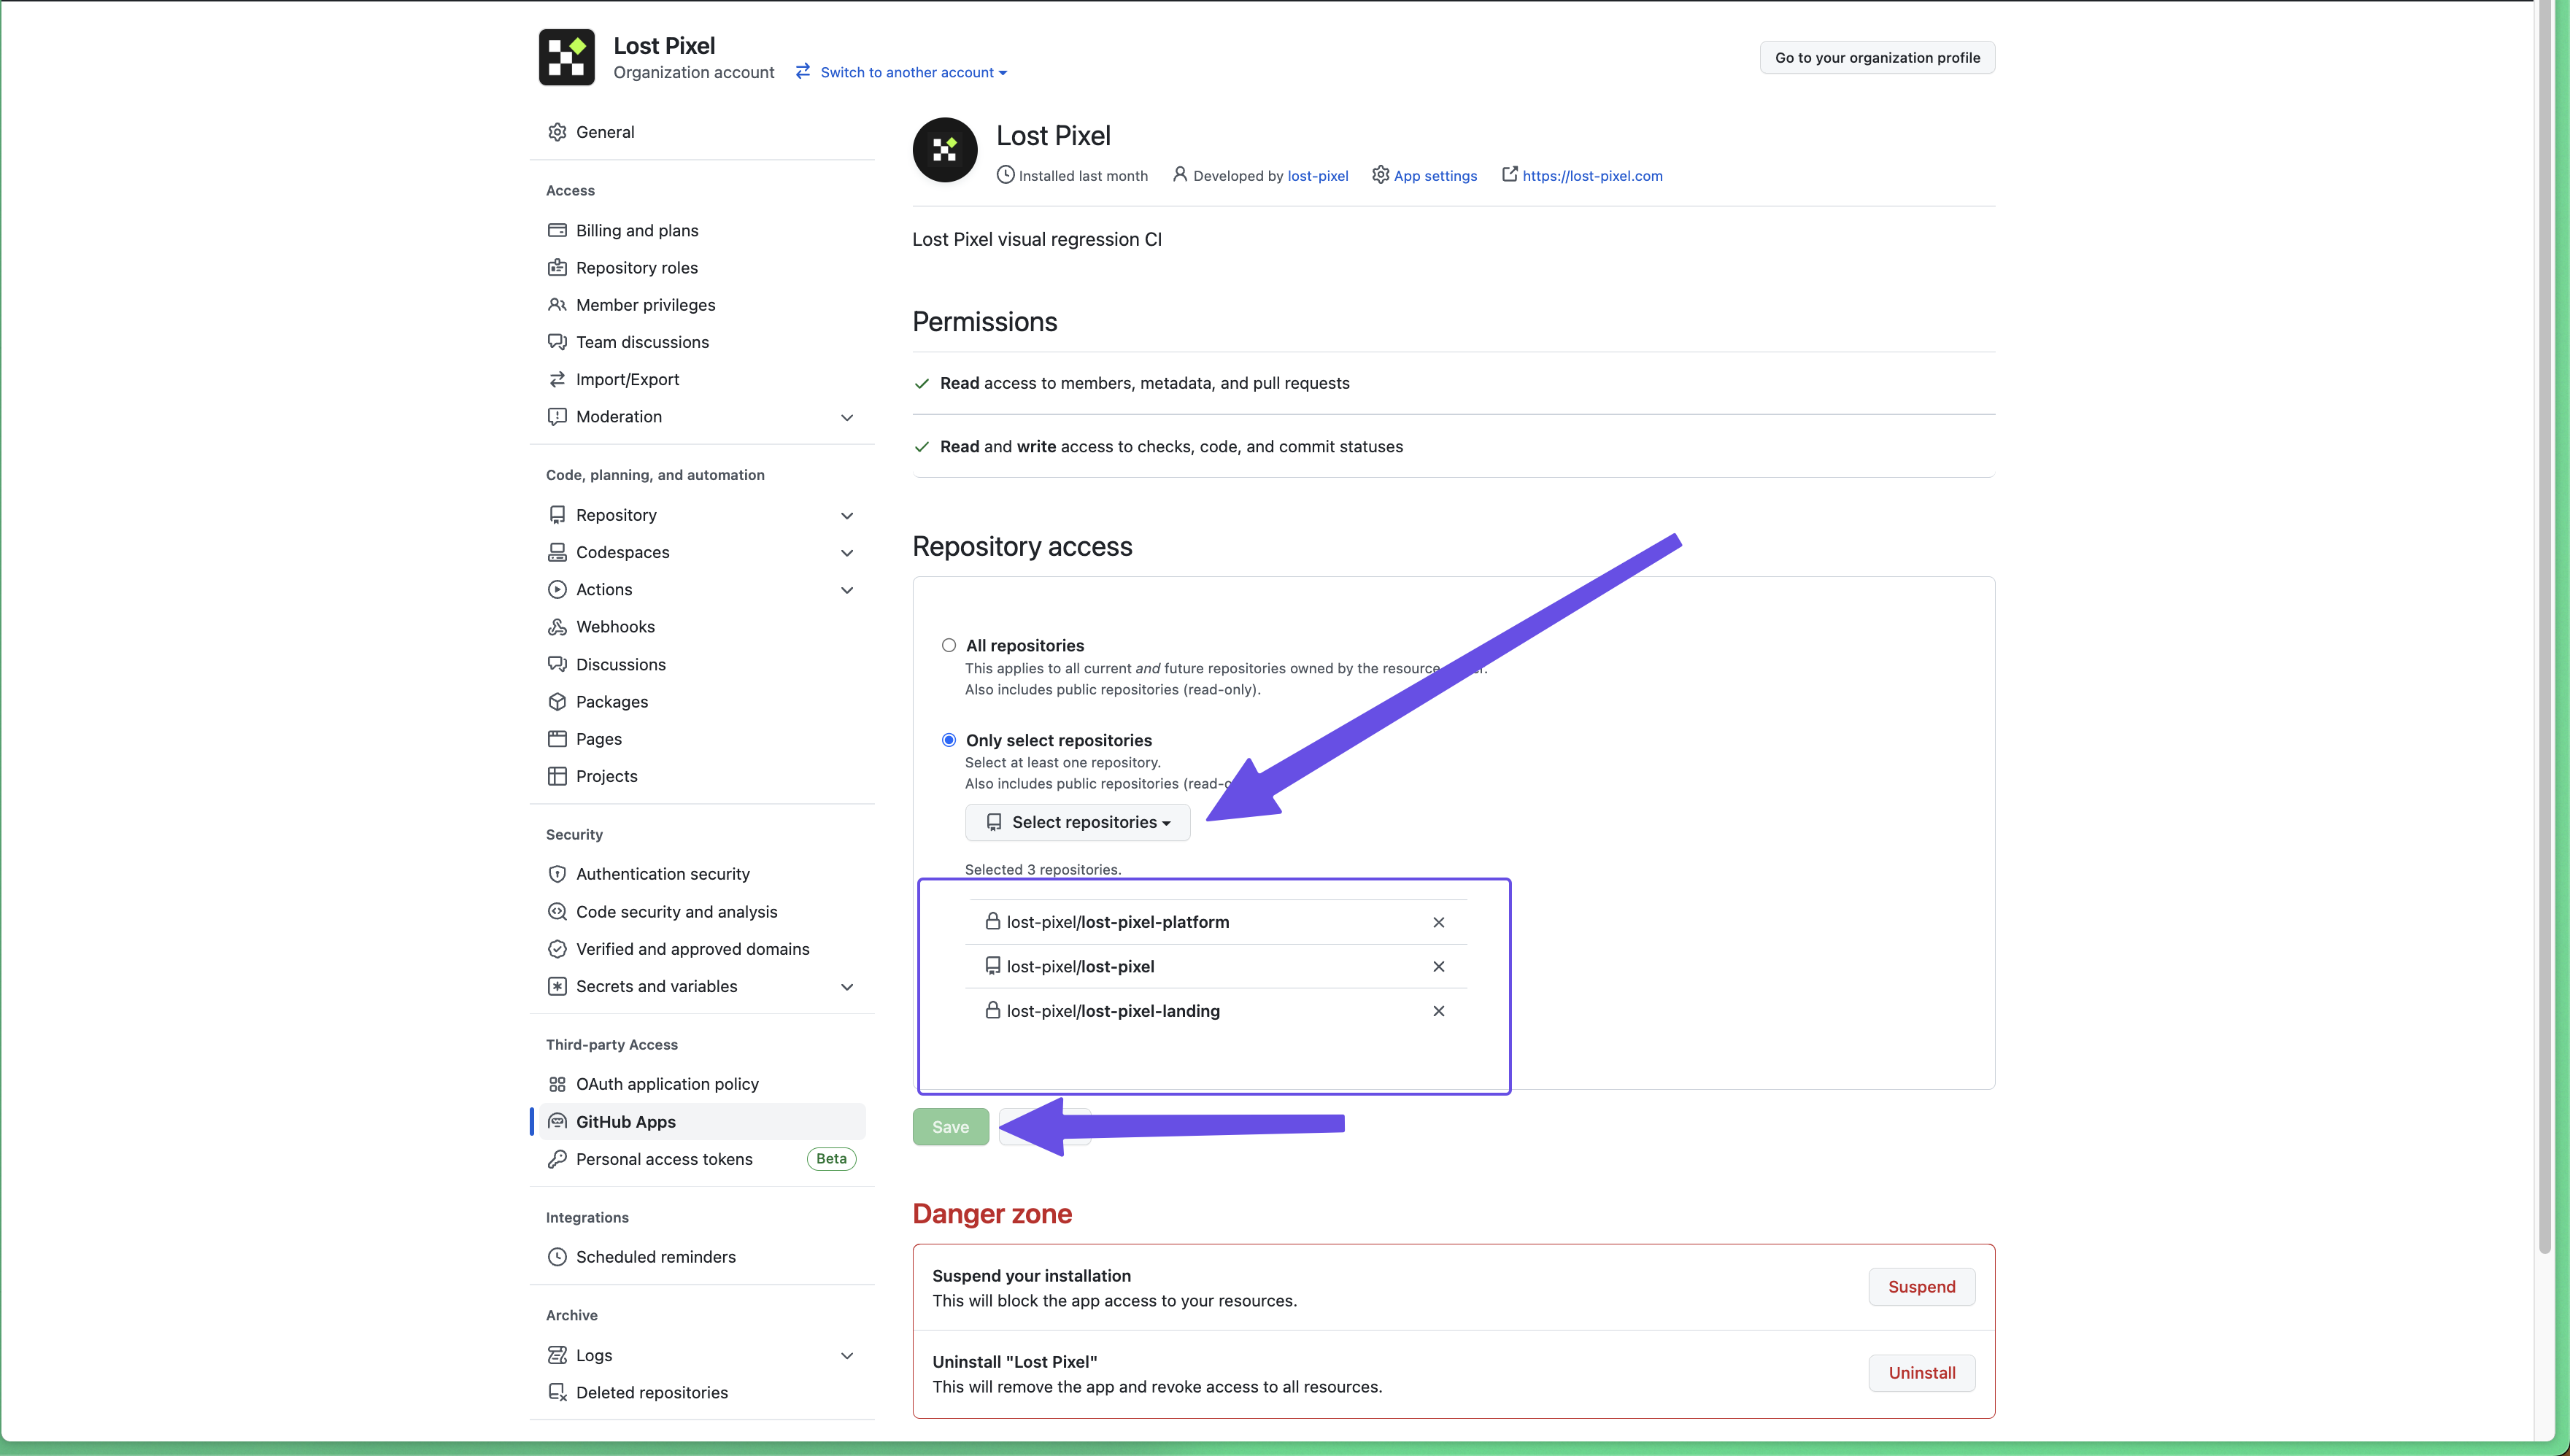 Lost Pixel
Organization account Switch to another account
Go to your organization profile
General
Access
Billing and plans
Repository roles
Member privileges
Team discussions
Import/Export
Moderation
Code, planning, and automation
Repository
Codespaces
Actions
Webhooks
Discussions
Packages
Pages
Projects
Security
Authentication security
Code security and analysis
Verified and approved domains
Secrets and variables
Third-party Access
OAuth application policy
GitHub Apps
Personal access tokens Beta
Integrations
Scheduled reminders
Archive
Logs
Deleted repositories
Lost Pixel
Installed last month Developed by lost-pixel App settings https://lost-pixel.com
Lost Pixel visual regression CI
Permissions
Read access to members, metadata, and pull requests
Read and write access to checks, code, and commit statuses
Repository access
All repositories
This applies to all current and future repositories owned by the resource
Also includes public repositories (read-only).
Only select repositories
Select at least one repository.
Also includes public repositories
Select repositories
Selected 3 repositories.
lost-pixel/lost-pixel-platform
lost-pixel/lost-pixel
lost-pixel/lost-pixel-landing
Save
Danger zone
Suspend your installation
This will block the app access to your resources.
Suspend
Uninstall "Lost Pixel"
This will remove the app and revoke access to all resources.
Uninstall